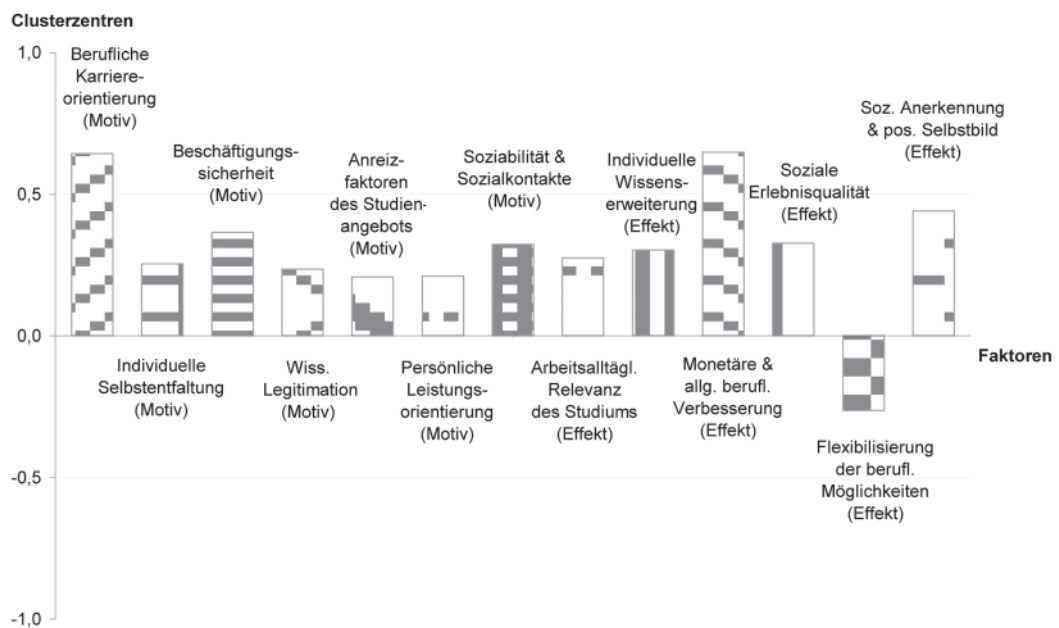 Clusterzentren
1,0
0,5
0,0
-0,5
-1,0
Berufliche
Karriere-
orientierung
(Motiv)
Individuelle
Selbstentfaltung
(Motiv)
Beschäftigungs-
sicherheit
(Motiv)
Wiss.
Legitimation
(Motiv)
Anreiz-
faktoren
des Studien-
angebots
(Motiv)
Persönliche
Leistungs-
orientierung
(Motiv)
Soziabilität &
Sozialkontakte
(Motiv)
Arbeitsalltägl.
Relevanz
des Studiums
(Effekt)
Individuelle
Wissens-
erweiterung
(Effekt)
Monetäre &
allg. berufl.
Verbesserung
(Effekt)
Soziale
Erlebnisqualität
(Effekt)
Flexibilisierung
der berufl.
Möglichkeiten
(Effekt)
Soz. Anerkennung
& pos. Selbstbild
(Effekt)
Faktoren